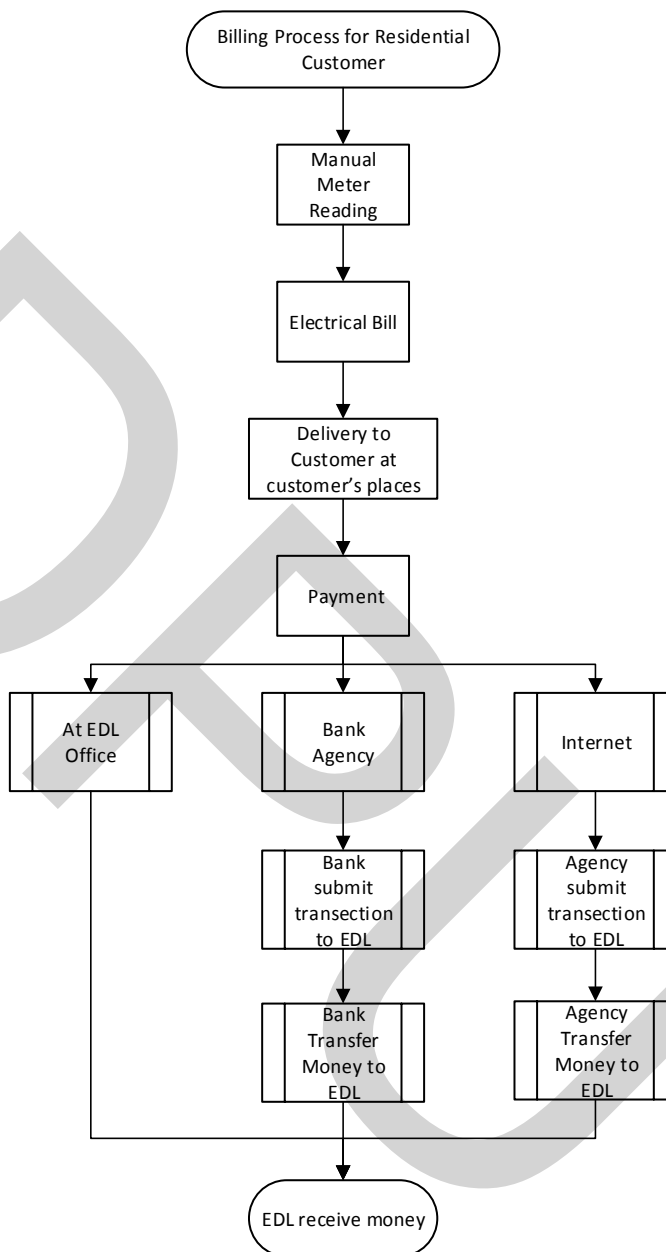 Billing Process for Residential
Customer
Manual
Meter
Reading
Electrical Bill
Delivery to
Customer at
customer’s places
Payment
At EDL
Office
Bank
Agency
Internet
Bank
submit
transection
to EDL
Agency
submit
transection
to EDL
Bank
Transfer
Money to
EDL
Agency
Transfer
Money to
EDL
EDL receive money